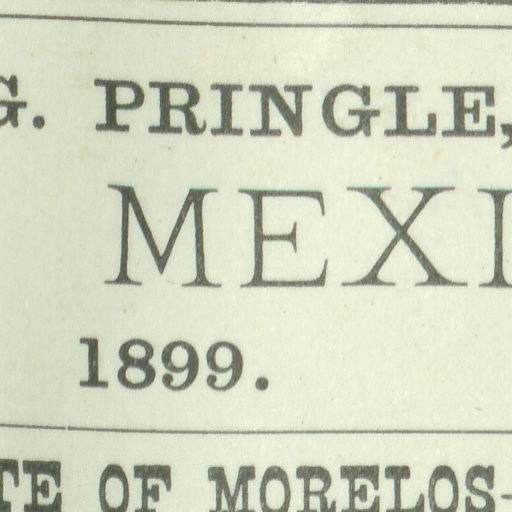 G. PRINGLE,
MEXI
1899.
TE OF MORELOS-